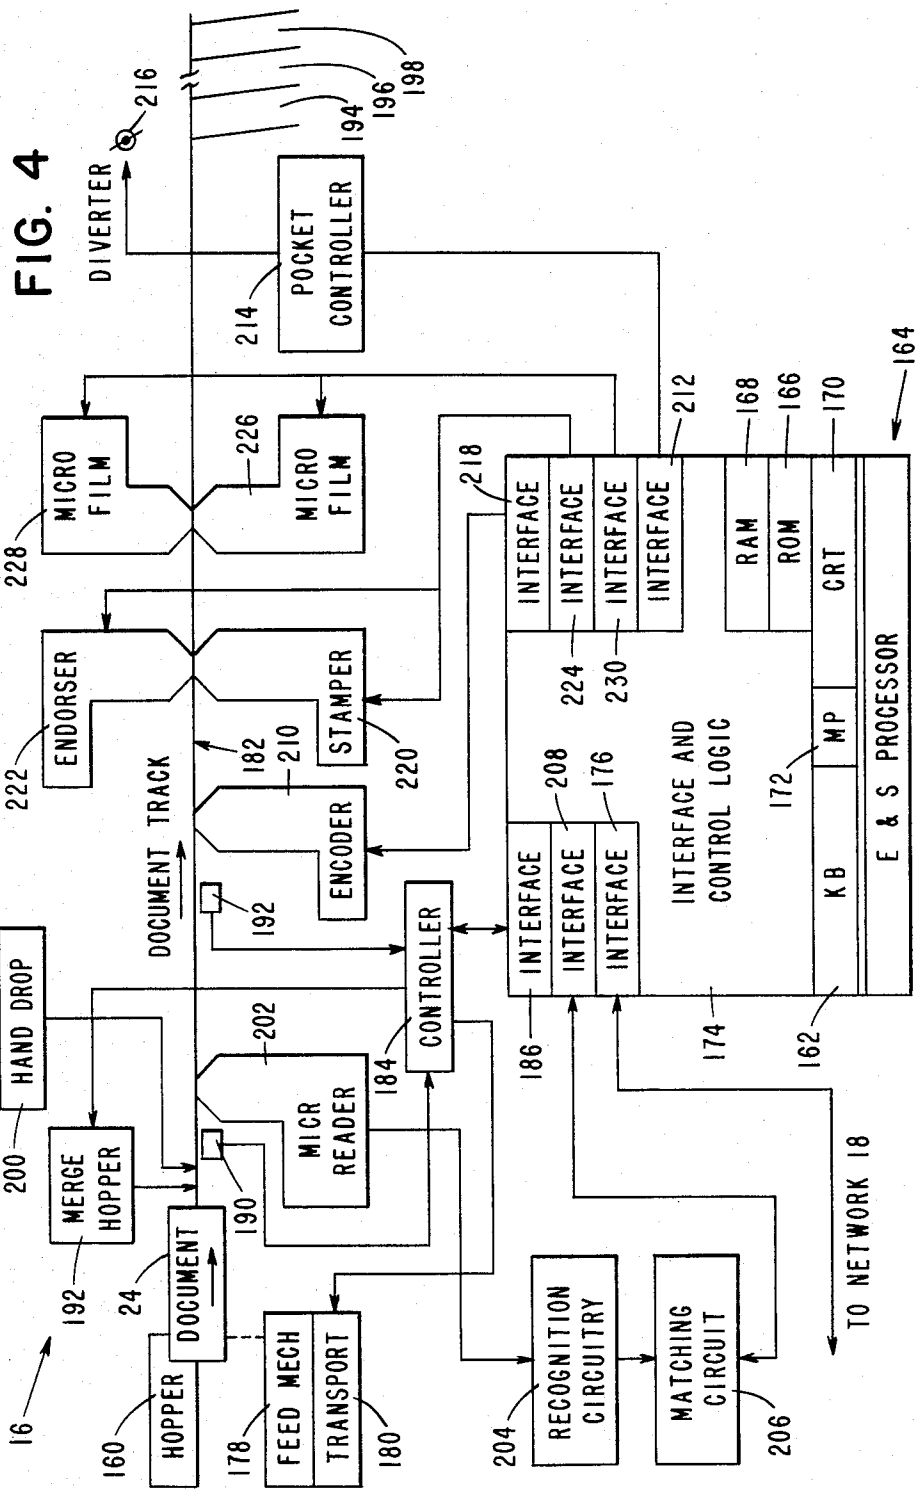 FIG. 4
16
160
HOPPER
24
DOCUMENT
178
FEED MECH
TRANSPORT
180
192
MERGE
HOPPER
200
HAND DROP
190
202
MICR
READER
DOCUMENT TRACK
182
192
184
CONTROLLER
210
ENCODER
222
ENDORSER
STAMPER
220
228
MICRO
FILM
226
MICRO
FILM
DIVERTER
216
214
POCKET
CONTROLLER
194
196
198
204
RECOGNITION
CIRCUITRY
MATCHING
CIRCUIT
206
TO NETWORK 18
186
INTERFACE
INTERFACE
208
INTERFACE
176
218
INTERFACE
INTERFACE
224
INTERFACE
230
INTERFACE
212
174
INTERFACE AND
CONTROL LOGIC
RAM
168
ROM
166
162
KB
172
MP
CRT
170
E & S PROCESSOR
164